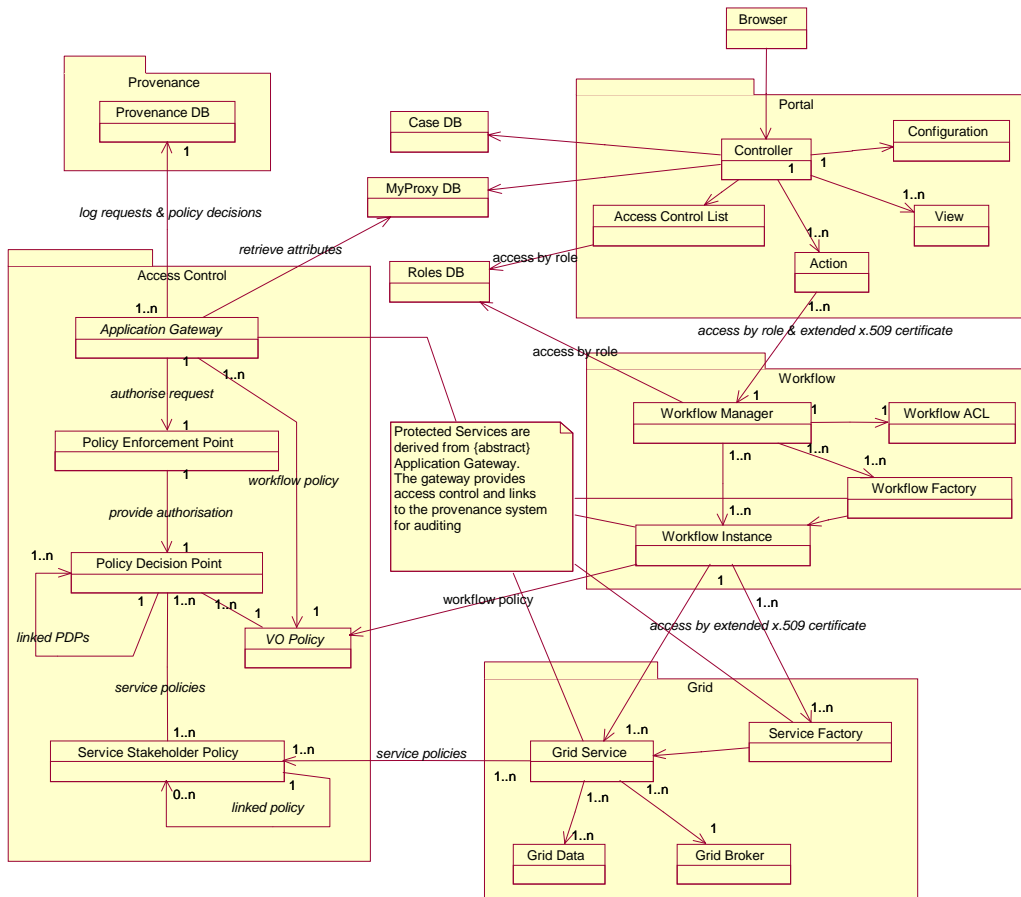 Browser
Provenance
Provenance DB
1
Portal
Case DB
Controller
1
1
Configuration
MyProxy DB
Access Control List
1..n
View
1..n
Action
1..n
log requests & policy decisions
retrieve attributes
access by role
Roles DB
access by role & extended x.509 certificate
access by role
Access Control
1..n
Application Gateway
1
1..n
authorise request
1
Policy Enforcement Point
1
workflow policy
provide authorisation
1
1..n
Policy Decision Point
1
1..n
1..n
1
1
linked PDPs
VO Policy
service policies
1..n
Service Stakeholder Policy
1..n
1
0..n
linked policy
Protected Services are
derived from {abstract}
Application Gateway.
The gateway provides
access control and links
to the provenance system
for auditing
Workflow
1
Workflow Manager
1
1
Workflow ACL
1..n
1..n
1..n
Workflow Factory
1..n
Workflow Instance
1
1..n
workflow policy
access by extended x.509 certificate
Grid
1..n
1..n
Service Factory
service policies
Grid Service
1..n
1..n
1..n
1..n
1
Grid Data
Grid Broker